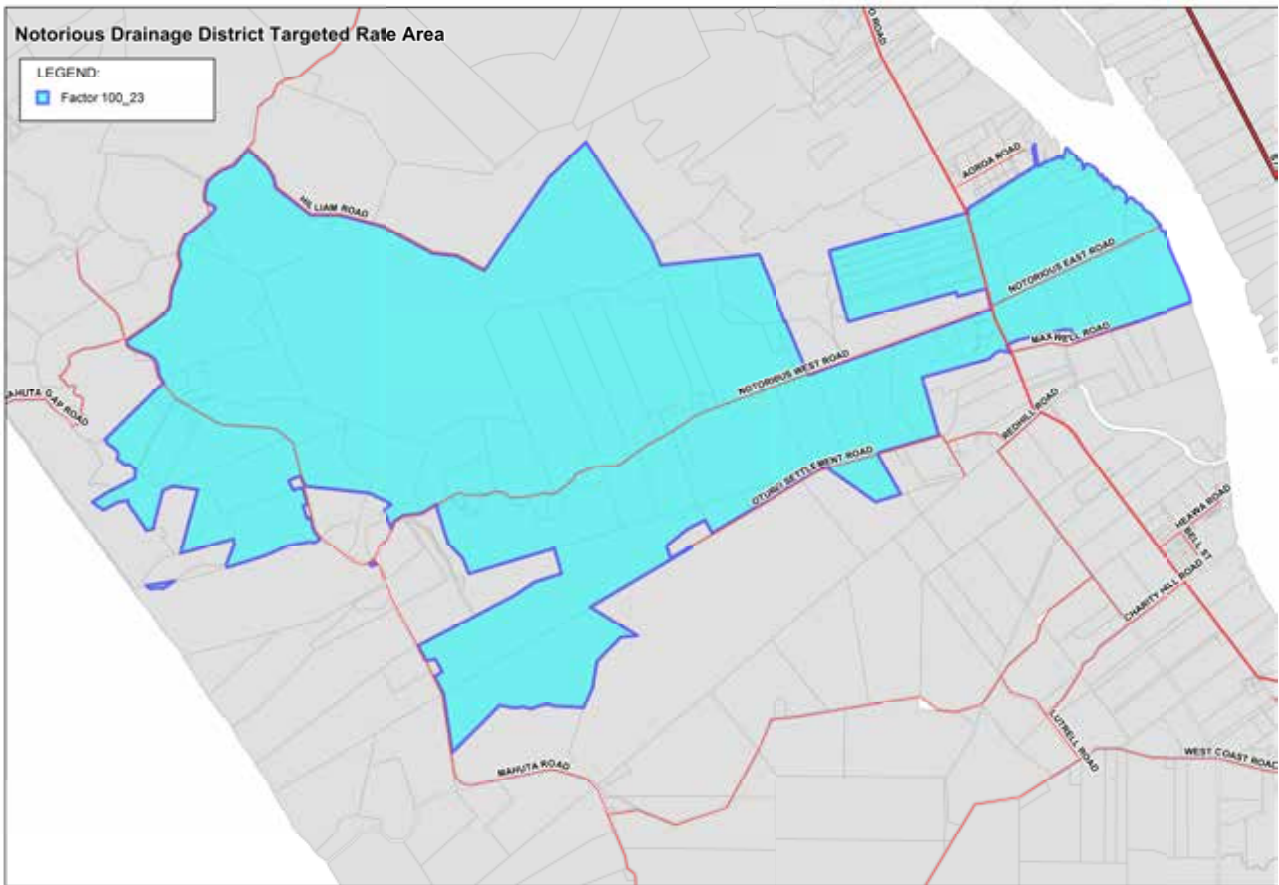 Notorious Drainage District Targeted Rate Area
LEGEND:
Factor 100_23
O ROAD
AOROA ROAD
HILLIAM ROAD
NOTORIOUS EAST ROAD
MAXWELL ROAD
NOTORIOUS WEST ROAD
AHUTA GAP ROAD
REDHILL ROAD
SETTLEMENT ROAD
HEAWA ROAD
BELL ST
CHARITY HILL ROAD
LUTRELL ROAD
WEST COAST ROAD
MAHUTA ROAD